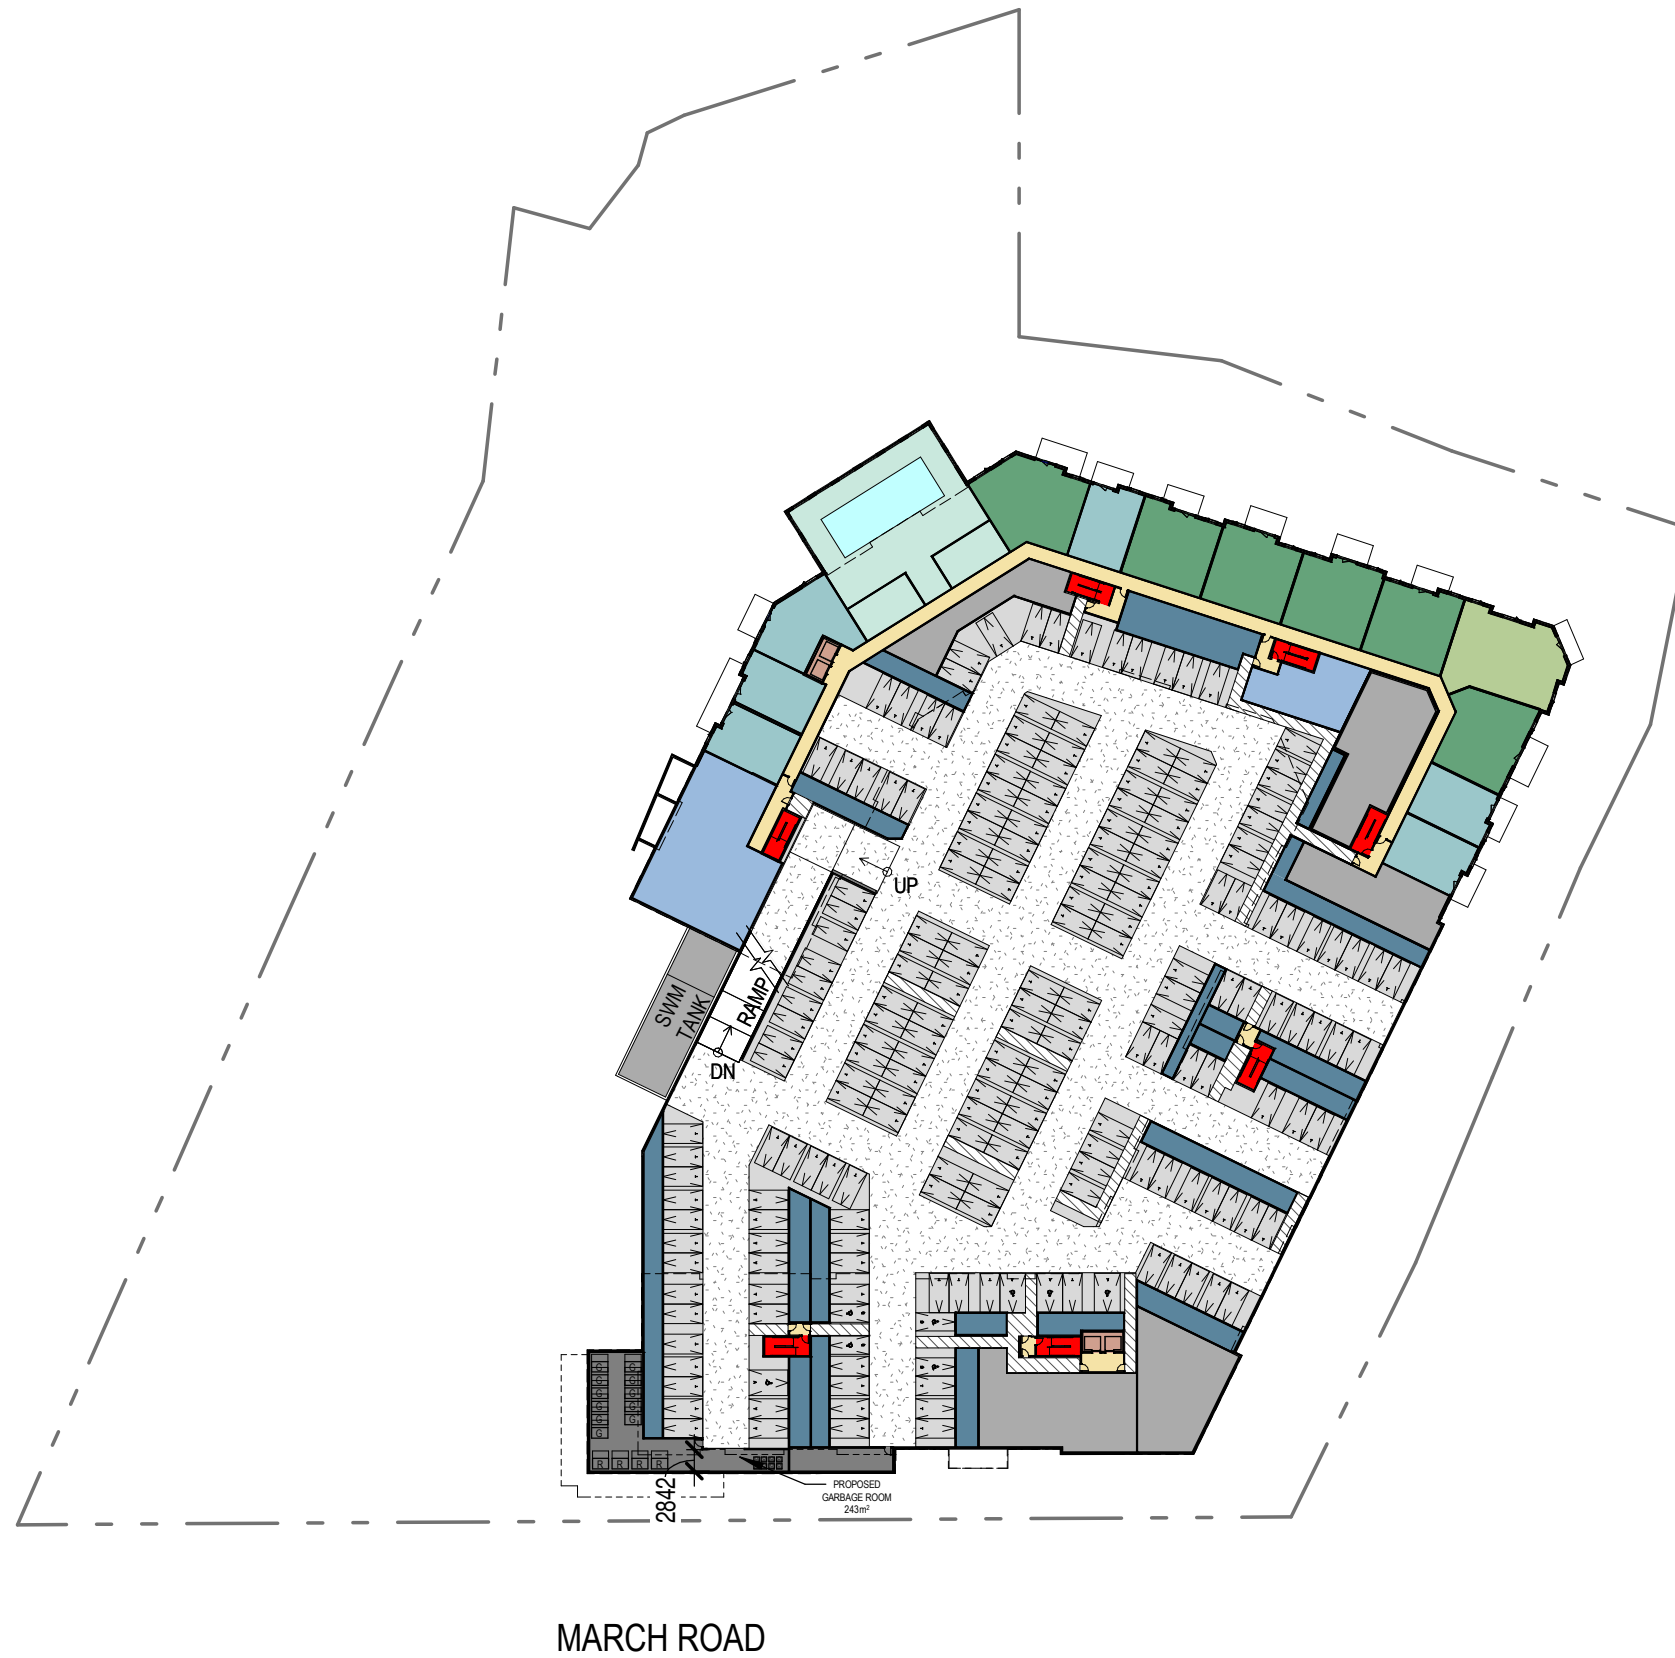 UP
SWM
TANK
RAMP
DN
G
G
G
G
G
G
G
G
G
G
G
R
R
R
R
2842
PROPOSED
GARBAGE ROOM
243m²
MARCH ROAD